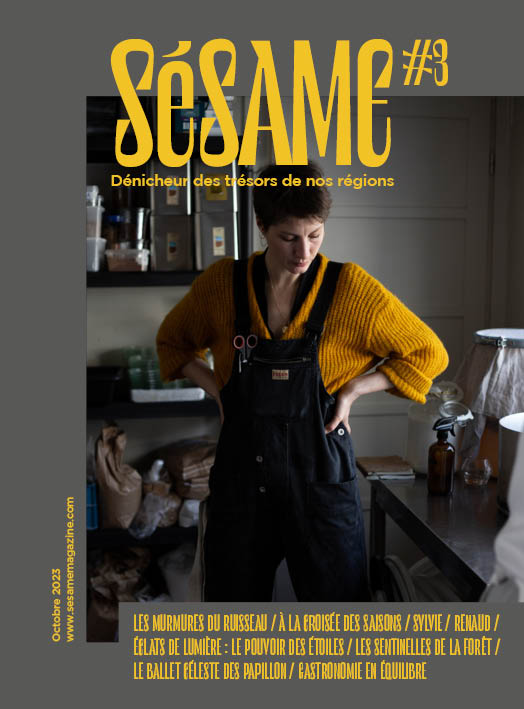 SÉSAME #3
Dénicheur des trésors de nos régions
Octobre 2023
www.sesamemagazine.com
LES MURMURES DU RUISSEAU / À LA CROISÉE DES SAISONS / SYLVIE / RENAUD /
ÉCLATS DE LUMIÈRE : LE POUVOIR DES ÉTOILES / LES SENTINELLES DE LA FORÊT /
LE BALLET CÉLESTE DES PAPILLON / GASTRONOMIE EN ÉQUILIBRE